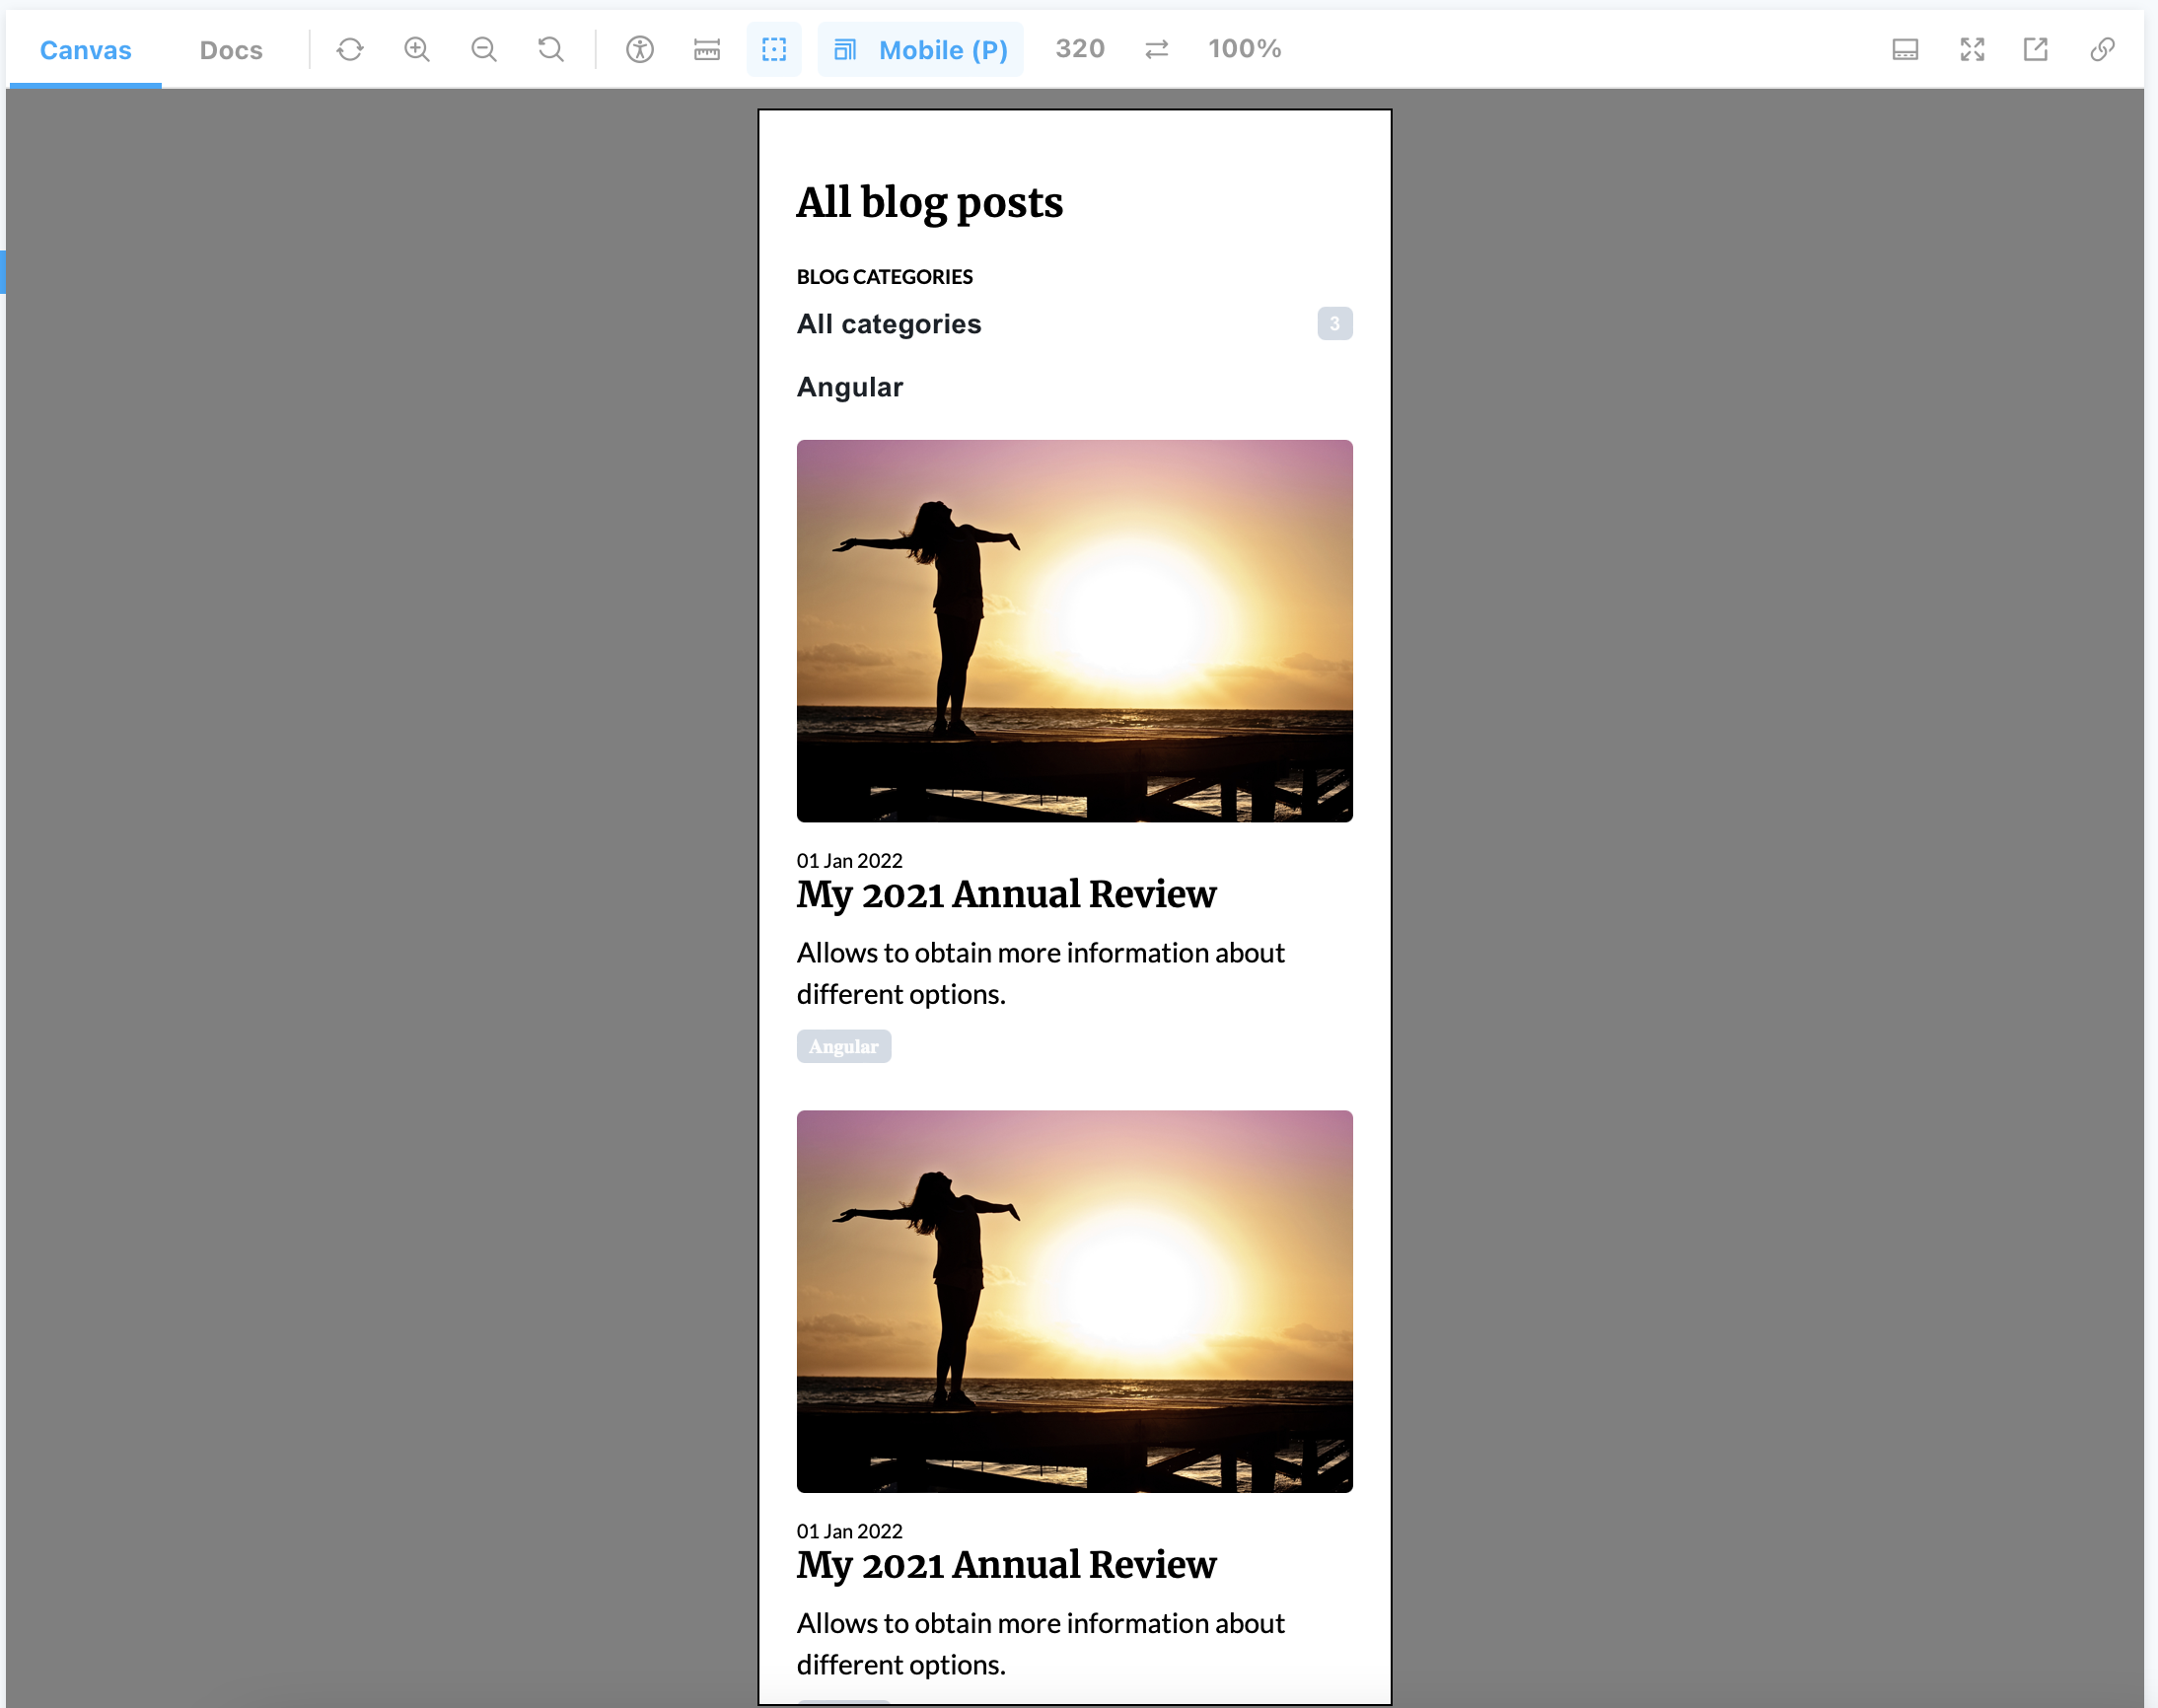 Canvas Docs Mobile (P) 320 100%
All blog posts
BLOG CATEGORIES
All categories 3
Angular
01 Jan 2022
My 2021 Annual Review
Allows to obtain more information about
different options.
Angular
01 Jan 2022
My 2021 Annual Review
Allows to obtain more information about
different options.